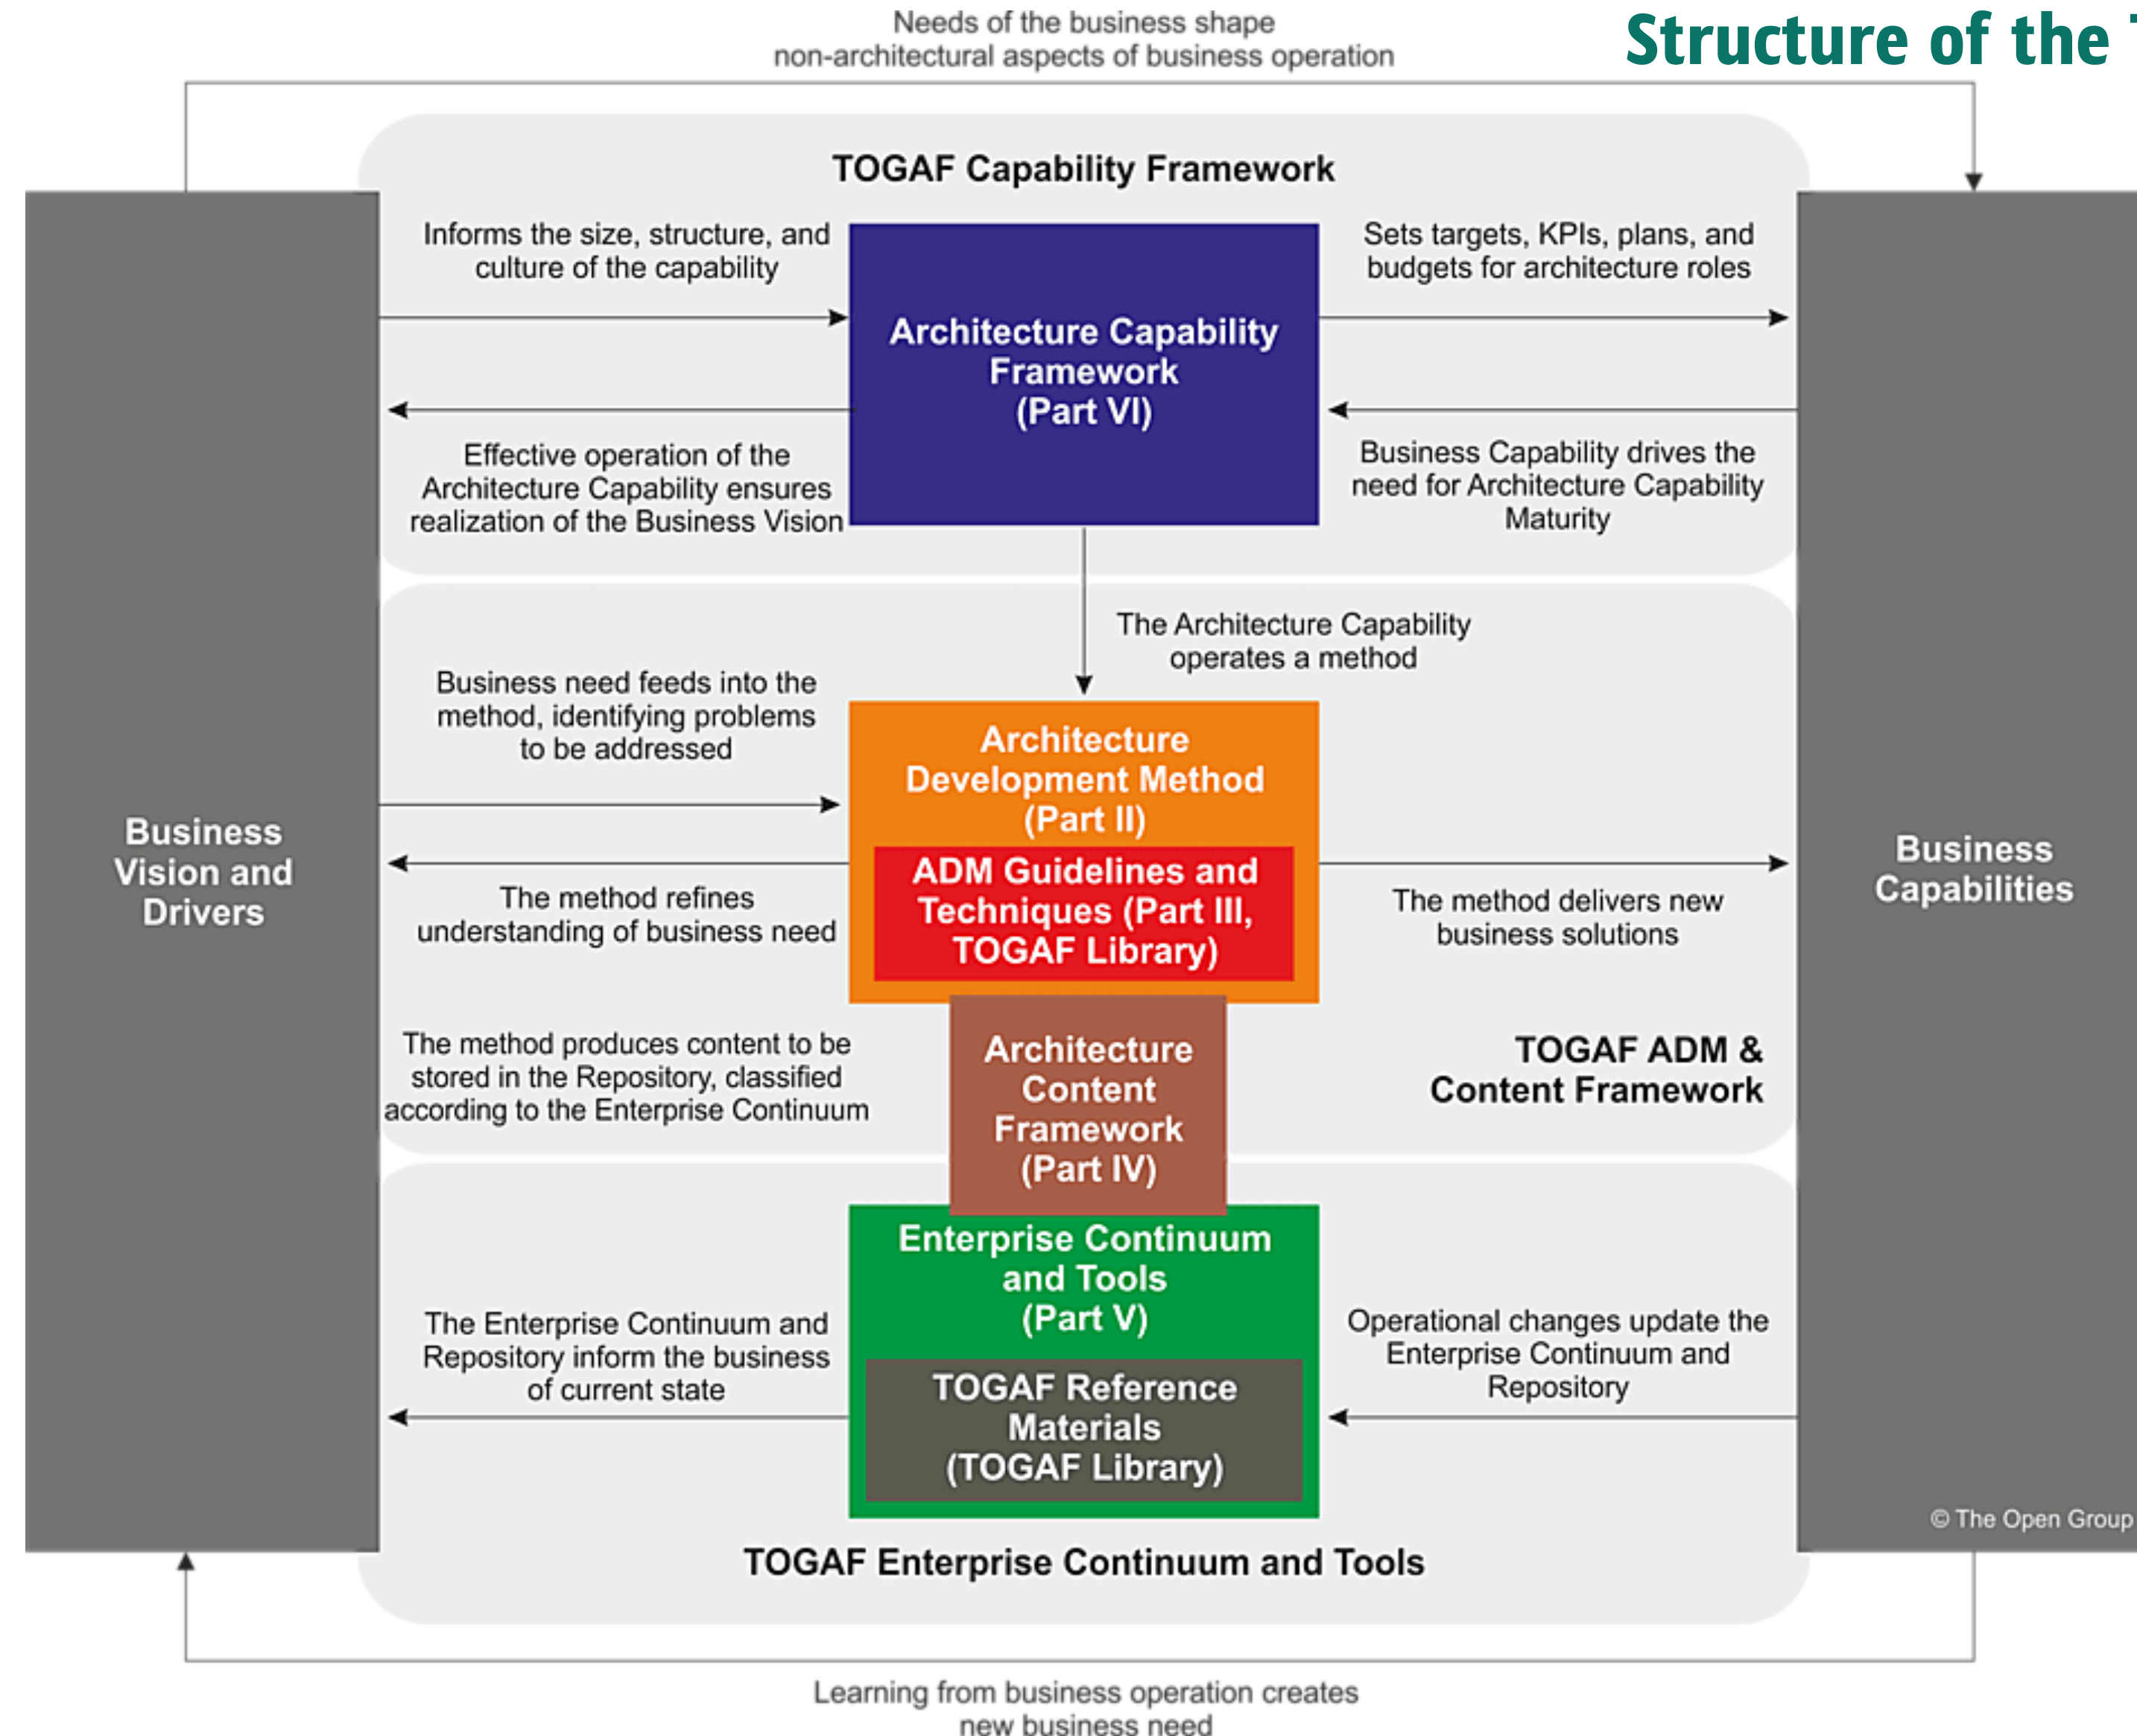 Needs of the business shape
non-architectural aspects of business operation
Structure of the
TOGAF Capability Framework
Informs the size, structure, and
culture of the capability
Architecture Capability
Framework
(Part VI)
Sets targets, KPIs, plans, and
budgets for architecture roles
Effective operation of the
Architecture Capability ensures
realization of the Business Vision
Business Capability drives the
need for Architecture Capability
Maturity
The Architecture Capability
operates a method
Business need feeds into the
method, identifying problems
to be addressed
Business
Vision and
Drivers
Architecture
Development Method
(Part II)
ADM Guidelines and
Techniques (Part III,
TOGAF Library)
Business
Capabilities
The method refines
understanding of business need
The method delivers new
business solutions
The method produces content to be
stored in the Repository, classified
according to the Enterprise Continuum
Architecture
Content
Framework
(Part IV)
TOGAF ADM &
Content Framework
Enterprise Continuum
and Tools
(Part V)
The Enterprise Continuum and
Repository inform the business
of current state
TOGAF Reference
Materials
(TOGAF Library)
Operational changes update the
Enterprise Continuum and
Repository
© The Open Group
TOGAF Enterprise Continuum and Tools
Learning from business operation creates
new business need